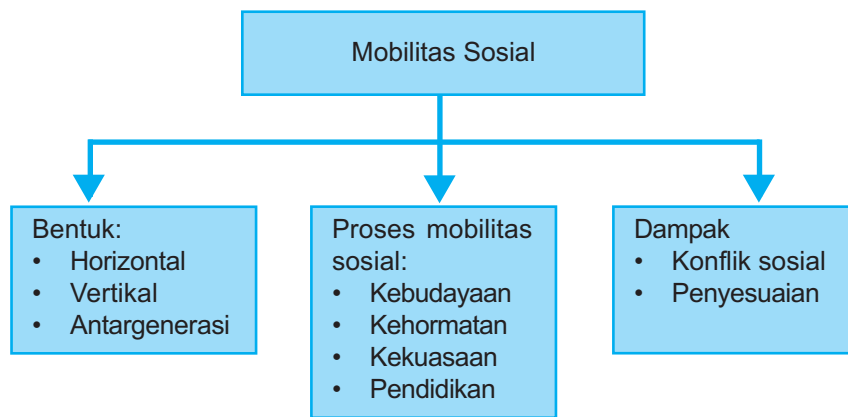 Mobilitas Sosial
Bentuk:
• Horizontal
• Vertikal
• Antargenerasi
Proses mobilitas
sosial:
• Kebudayaan
• Kehormatan
• Kekuasaan
• Pendidikan
Dampak
• Konflik sosial
• Penyesuaian